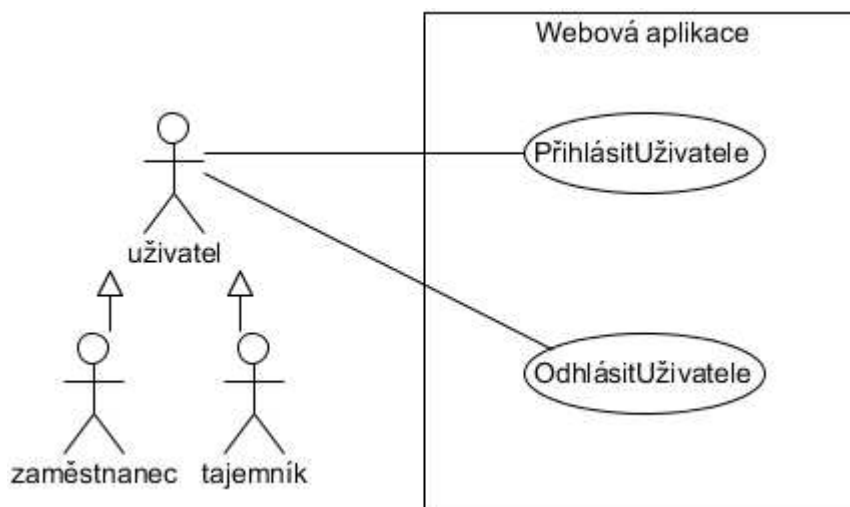 Webová aplikace
PřihlásitUživatele
uživatel
OdhlásitUživatele
zaměstnanec
tajemník